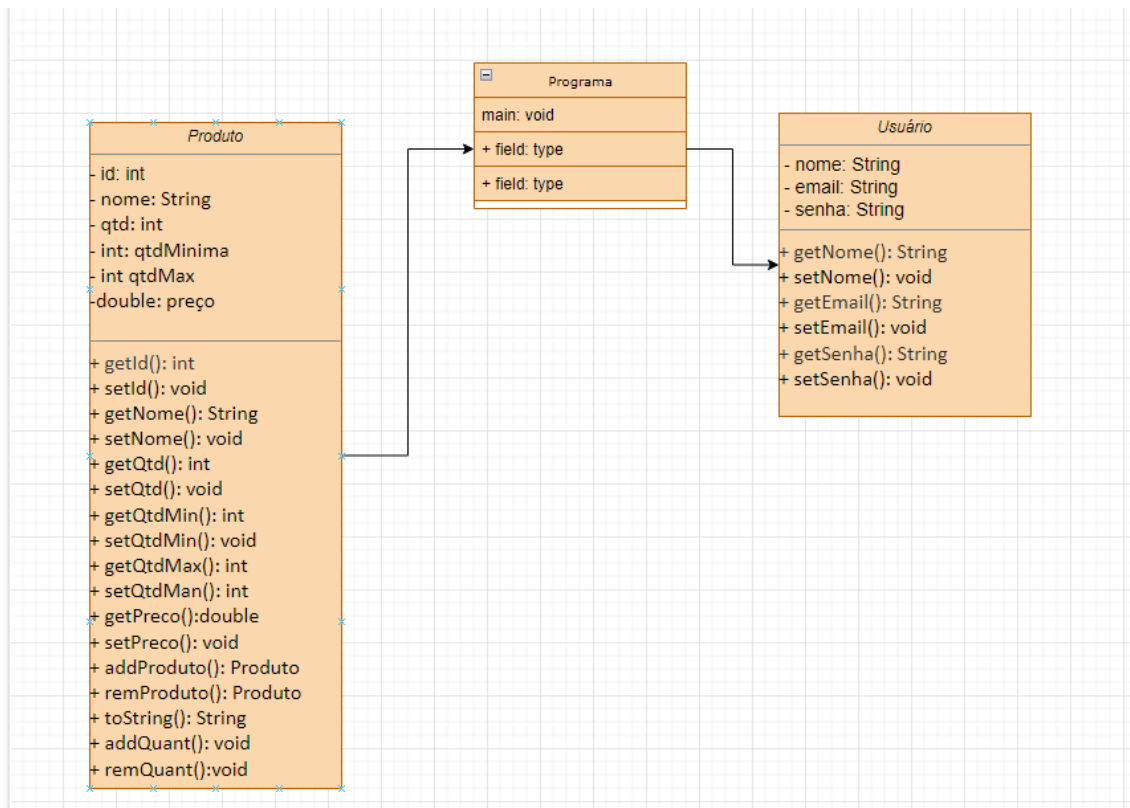 Produto
- id: int
- nome: String
- qtd: int
- int: qtdMinima
- int qtdMax
-double: preço
+ getId(): int
+ setId(): void
+ getNome(): String
+ setNome(): void
+ getQtd(): int
+ setQtd(): void
+ getQtdMin(): int
+ setQtdMin(): void
+ getQtdMax(): int
+ setQtdMan(): int
+ getPreco():double
+ setPreco(): void
+ addProduto(): Produto
+ remProduto(): Produto
+ toString(): String
+ addQuant(): void
+ remQuant():void
Programa
main: void
+ field: type
+ field: type
Usuário
- nome: String
- email: String
- senha: String
+ getNome(): String
+ setNome(): void
+ getEmail(): String
+ setEmail(): void
+ getSenha(): String
+ setSenha(): void